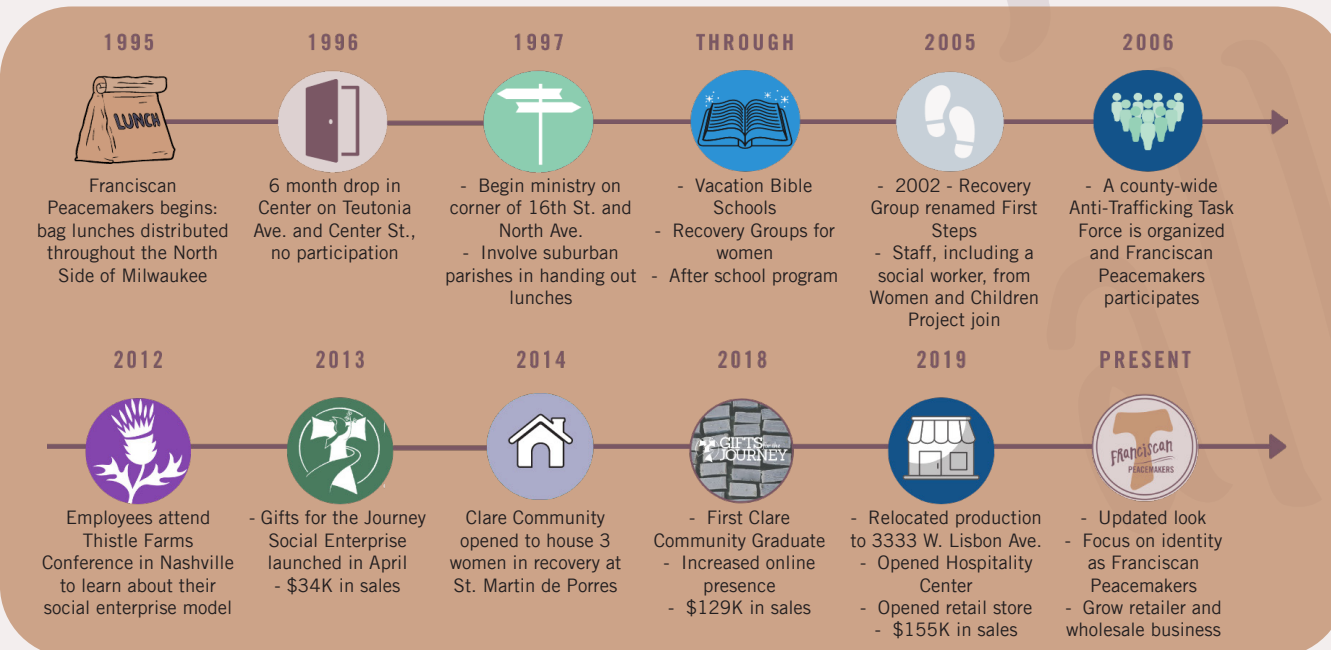 1995
LUNCH
Franciscan
Peacemakers begins:
bag lunches distributed
throughout the North
Side of Milwaukee
1996
6 month drop in
Center on Teutonia
Ave. and Center St.,
no participation
1997
- Begin ministry on
corner of 16th St. and
North Ave.
- Involve suburban
parishes in handing out
lunches
THROUGH
- Vacation Bible
Schools
- Recovery Groups for
women
- After school program
2005
- 2002 - Recovery
Group renamed First
Steps
- Staff, including a
social worker, from
Women and Children
Project join
2006
- A county-wide
Anti-Trafficking Task
Force is organized
and Franciscan
Peacemakers
participates
2012
Employees attend
Thistle Farms
Conference in Nashville
to learn about their
social enterprise model
2013
- Gifts for the Journey
Social Enterprise
launched in April
- $34K in sales
2014
Clare Community
opened to house 3
women in recovery at
St. Martin de Porres
2018
GIFTS for the
JOURNEY
- First Clare
Community Graduate
- Increased online
presence
- $129K in sales
2019
- Relocated production
to 3333 W. Lisbon Ave.
- Opened Hospitality
Center
- Opened retail store
- $155K in sales
PRESENT
Franciscan
PEACEMAKERS
- Updated look
- Focus on identity
as Franciscan
Peacemakers
- Grow retailer and
wholesale business